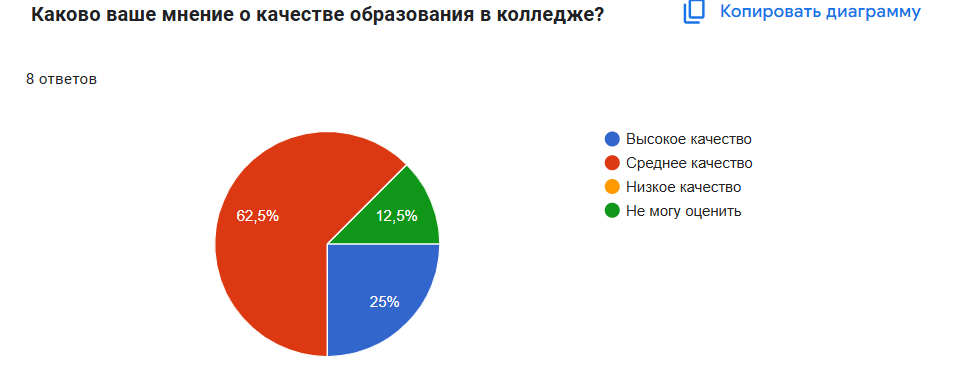 Каково ваше мнение о качестве образования в колледже?
Копировать диаграмму
8 ответов
Высокое качество
Среднее качество
Низкое качество
Не могу оценить
62,5%
12,5%
25%